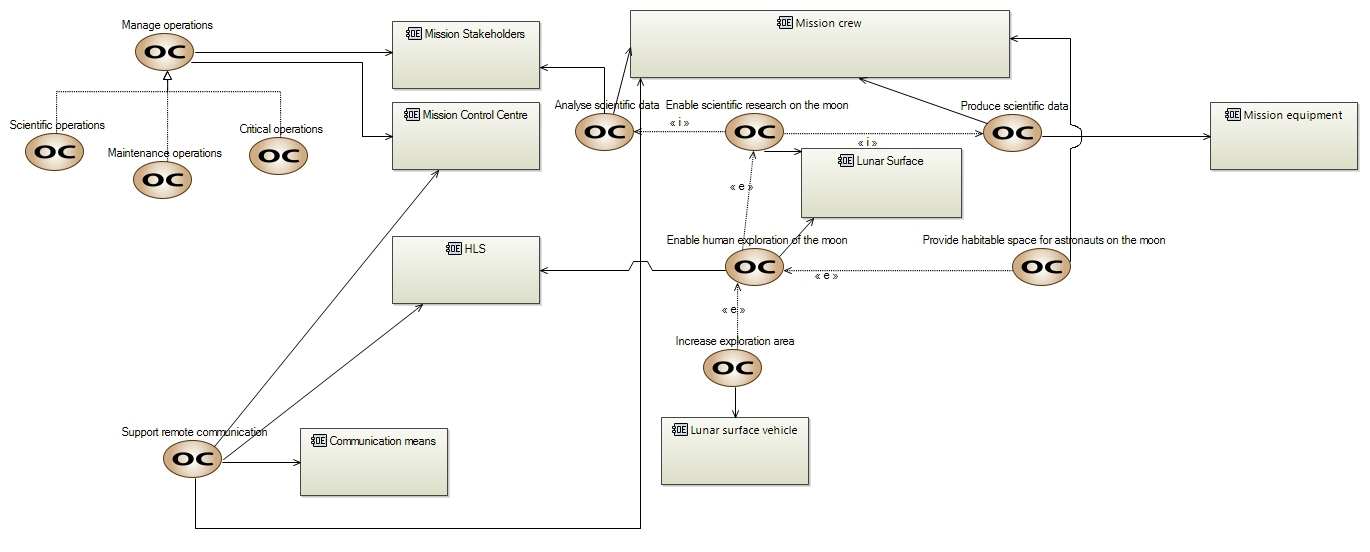 Manage operations
OC
OE Mission Stakeholders
OE Mission crew
Analyse scientific data
OC
« i »
Enable scientific research on the moon
OC
« i »
Produce scientific data
OC
OE Mission equipment
OE Mission Control Centre
Scientific operations
OC
Maintenance operations
OC
Critical operations
OC
OE Lunar Surface
« e »
OE HLS
Enable human exploration of the moon
OC
« e »
Provide habitable space for astronauts on the moon
OC
« e »
Increase exploration area
OC
Support remote communication
OC
OE Communication means
OE Lunar surface vehicle